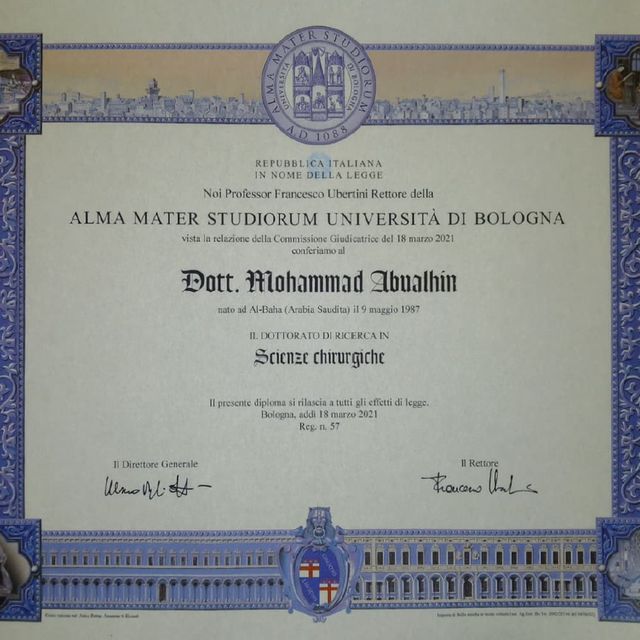 ALMA MATER STUDIORUM
UNIVERSITÀ DI BOLOGNA
A.D. 1088
REPUBBLICA ITALIANA
IN NOME DELLA LEGGE
Noi Professor Francesco Ubertini Rettore della
ALMA MATER STUDIORUM UNIVERSITÀ DI BOLOGNA
vista la relazione della Commissione Giudicatrice del 18 marzo 2021
conferiamo al
Dott. Mohammad Abualhin
nato ad Al-Baha (Arabia Saudita) il 9 maggio 1987
IL DOTTORATO DI RICERCA IN
Scienze chirurgiche
Il presente diploma si rilascia a tutti gli effetti di legge.
Bologna, addì 18 marzo 2021
Reg. n. 57
Il Direttore Generale
Il Rettore